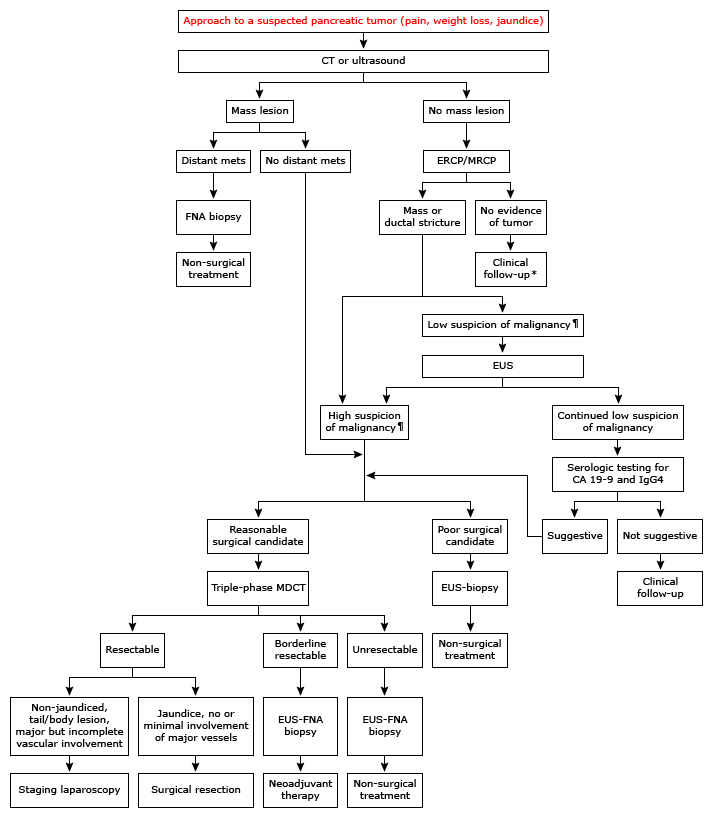 Approach to a suspected pancreatic tumor (pain, weight loss, jaundice)
CT or ultrasound
Mass lesion
No mass lesion
Distant mets
No distant mets
ERCP/MRCP
FNA biopsy
Mass or
ductal stricture
No evidence
of tumor
Non-surgical
treatment
Clinical
follow-up*
Low suspicion of malignancy¶
EUS
High suspicion
of malignancy¶
Continued low suspicion
of malignancy
Serologic testing for
CA 19-9 and IgG4
Reasonable
surgical candidate
Poor surgical
candidate
Suggestive
Not suggestive
Triple-phase MDCT
EUS-biopsy
Clinical
follow-up
Resectable
Borderline
resectable
Unresectable
Non-surgical
treatment
Non-jaundiced,
tail/body lesion,
major but incomplete
vascular involvement
Jaundice, no or
minimal involvement
of major vessels
EUS-FNA
biopsy
EUS-FNA
biopsy
Staging laparoscopy
Surgical resection
Neoadjuvant
therapy
Non-surgical
treatment